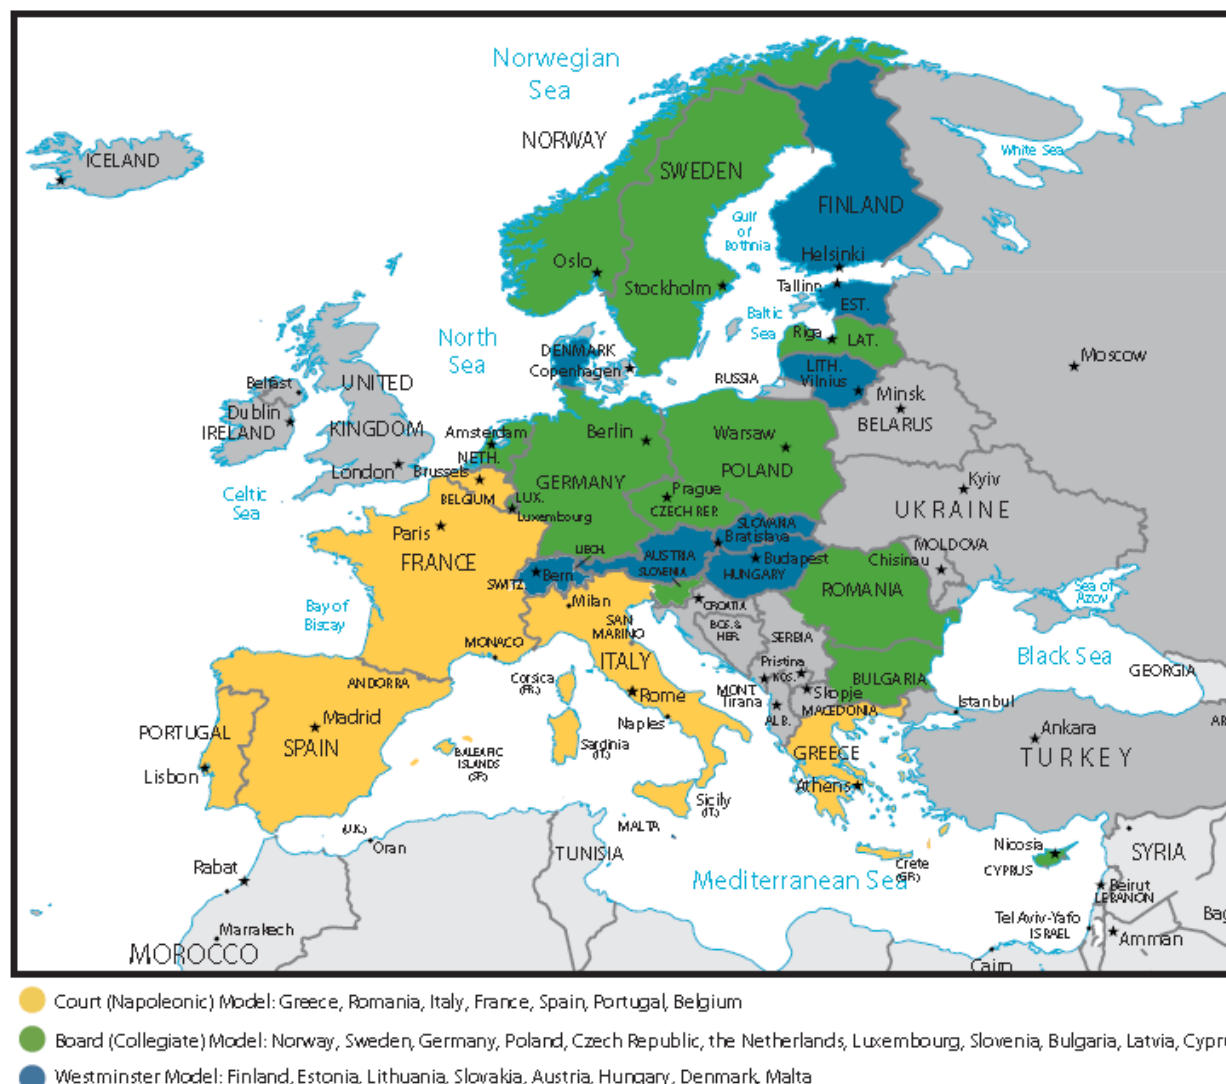 Norwegian
Sea
NORWAY
ICELAND
White Sea
SWEDEN
FINLAND
Gulf
of
Bothnia
Helsinki
Oslo
Stockholm
Tallinn
EST.
Baltic
Sea
North
Sea
Riga
LAT.
DENMARK
Copenhagen
LITH.
Vilnius
RUSSIA
Moscow
Minsk
BELARUS
Belfast
UNITED
KINGDOM
Dublin
IRELAND
London
Amsterdam
NETH.
Brussels
BELGIUM
Berlin
GERMANY
Warsaw
POLAND
Celtic
Sea
LUX.
Luxembourg
Prague
CZECH REP.
Kyiv
UKRAINE
Paris
FRANCE
LIECH.
SLOVAKIA
Bratislava
AUSTRIA
SLOVENIA
Budapest
HUNGARY
MOLDOVA
Chisinau
SWITZ.
Bern
ROMANIA
Sea of
Azov
Bay of
Biscay
Milan
CROATIA
SAN
MARINO
BOS. &
HER.
SERBIA
MONACO
ITALY
Black Sea
GEORGIA
ANDORRA
Corsica
(FR.)
Rome
Pristina
KOS.
MONT.
Tirana
Skopje
MACEDONIA
ALB.
BULGARIA
Istanbul
Ankara
TURKEY
AR
PORTUGAL
Madrid
SPAIN
Lisbon
Naples
BALEARIC
ISLANDS
(SP.)
Sardinia
(IT.)
GREECE
Athens
Sicily
(IT.)
MALTA
(U.K.)
Oran
TUNISIA
Rabat
Crete
(GR.)
Nicosia
CYPRUS
SYRIA
Mediterranean Sea
Beirut
LEBANON
Marrakech
MOROCCO
Tel Aviv-Yafo
ISRAEL
Bag
Amman
Cairo
Court (Napoleonic) Model: Greece, Romania, Italy, France, Spain, Portugal, Belgium
Board (Collegiate) Model: Norway, Sweden, Germany, Poland, Czech Republic, the Netherlands, Luxembourg, Slovenia, Bulgaria, Latvia, Cypru
Westminster Model: Finland, Estonia, Lithuania, Slovakia, Austria, Hungary, Denmark, Malta